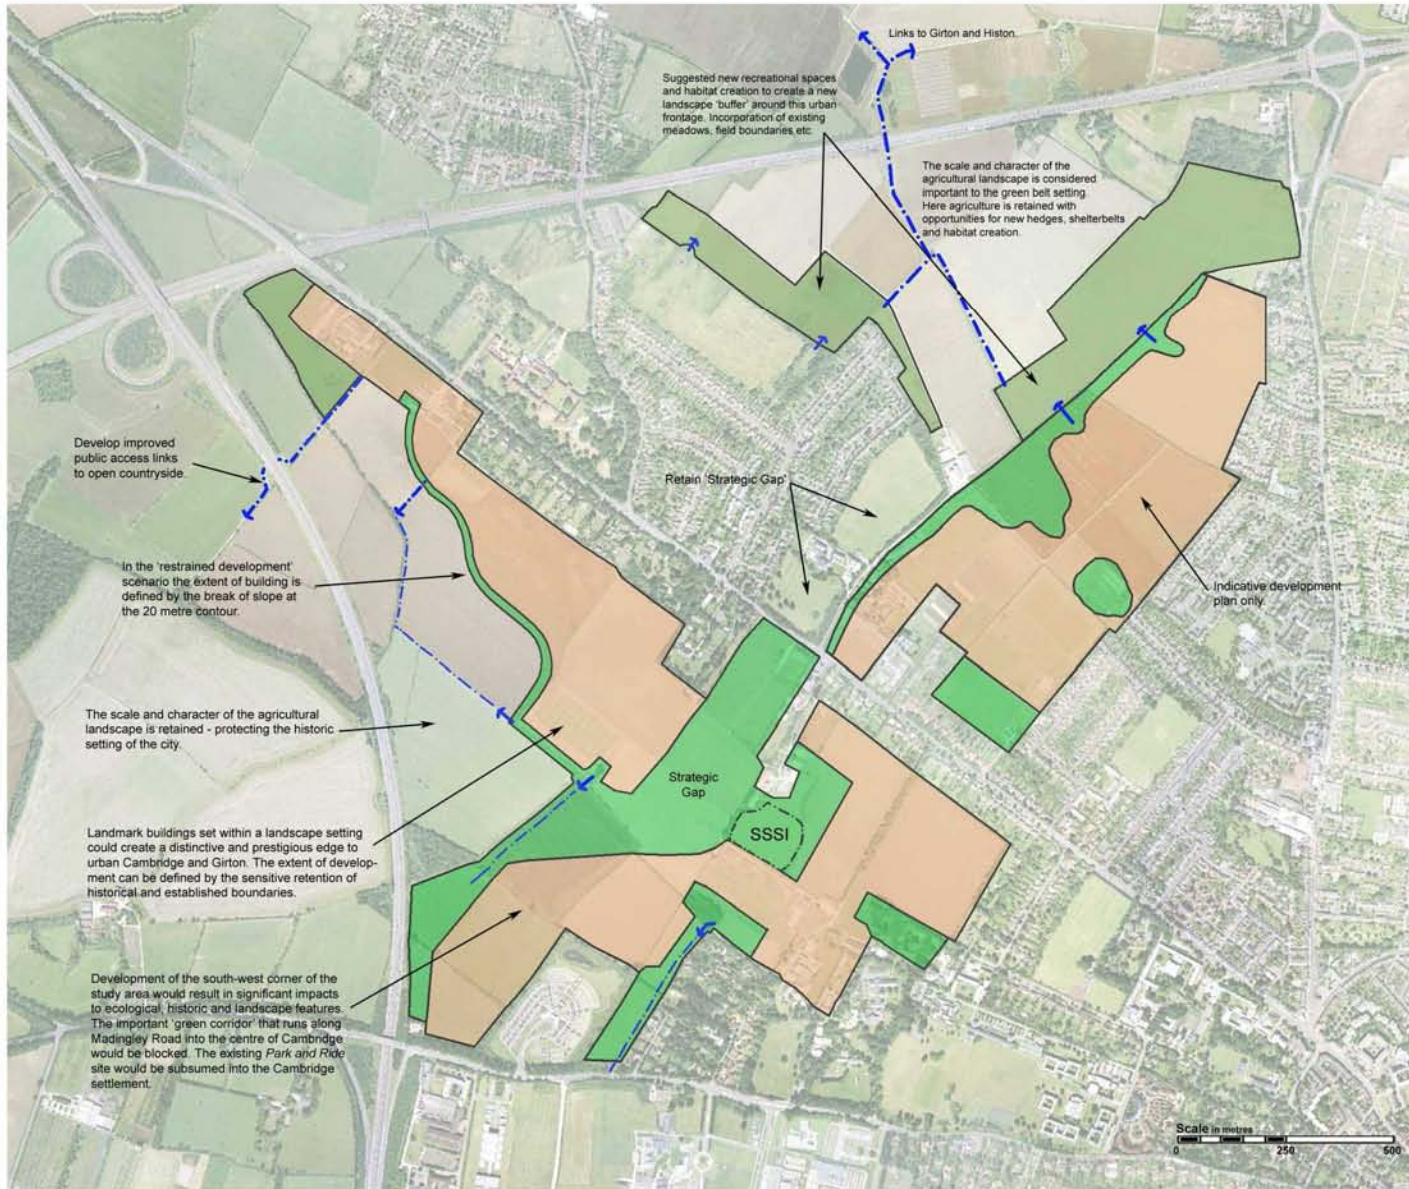 Links to Girton and Histon.
Suggested new recreational spaces
and habitat creation to create a new
landscape 'buffer' around this urban
frontage. Incorporation of existing
meadows, field boundaries etc.
The scale and character of the
agricultural landscape is considered
important to the green belt setting.
Here agriculture is retained with
opportunities for new hedges, shelterbelts
and habitat creation.
Develop improved
public access links
to open countryside.
Retain 'Strategic Gap'
In the 'restrained development'
scenario the extent of building is
defined by the break of slope at
the 20 metre contour.
Indicative development
plan only.
The scale and character of the agricultural
landscape is retained - protecting the historic
setting of the city.
Strategic
Gap
SSSI
Landmark buildings set within a landscape setting
could create a distinctive and prestigious edge to
urban Cambridge and Girton. The extent of develop-
ment can be defined by the sensitive retention of
historical and established boundaries.
Development of the south-west corner of the
study area would result in significant impacts
to ecological, historic and landscape features.
The important 'green corridor' that runs along
Madingley Road into the centre of Cambridge
would be blocked. The existing Park and Ride
site would be subsumed into the Cambridge
settlement.
Scale in metres
0 250 500